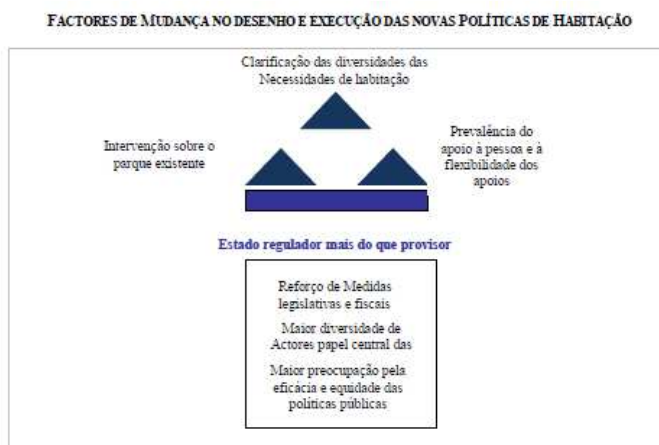 FACTORES DE MUDANÇA NO DESENHO E EXECUÇÃO DAS NOVAS POLÍTICAS DE HABITAÇÃO
Clarificação das diversidades das
Necessidades de habitação
Intervenção sobre o
parque existente
Prevalência do
apoio à pessoa e à
flexibilidade dos
apoios
Estado regulador mais do que provisor
Reforço de Medidas
legislativas e fiscais
Maior diversidade de
Actores papel central das
Maior preocupação pela
eficácia e equidade das
políticas públicas